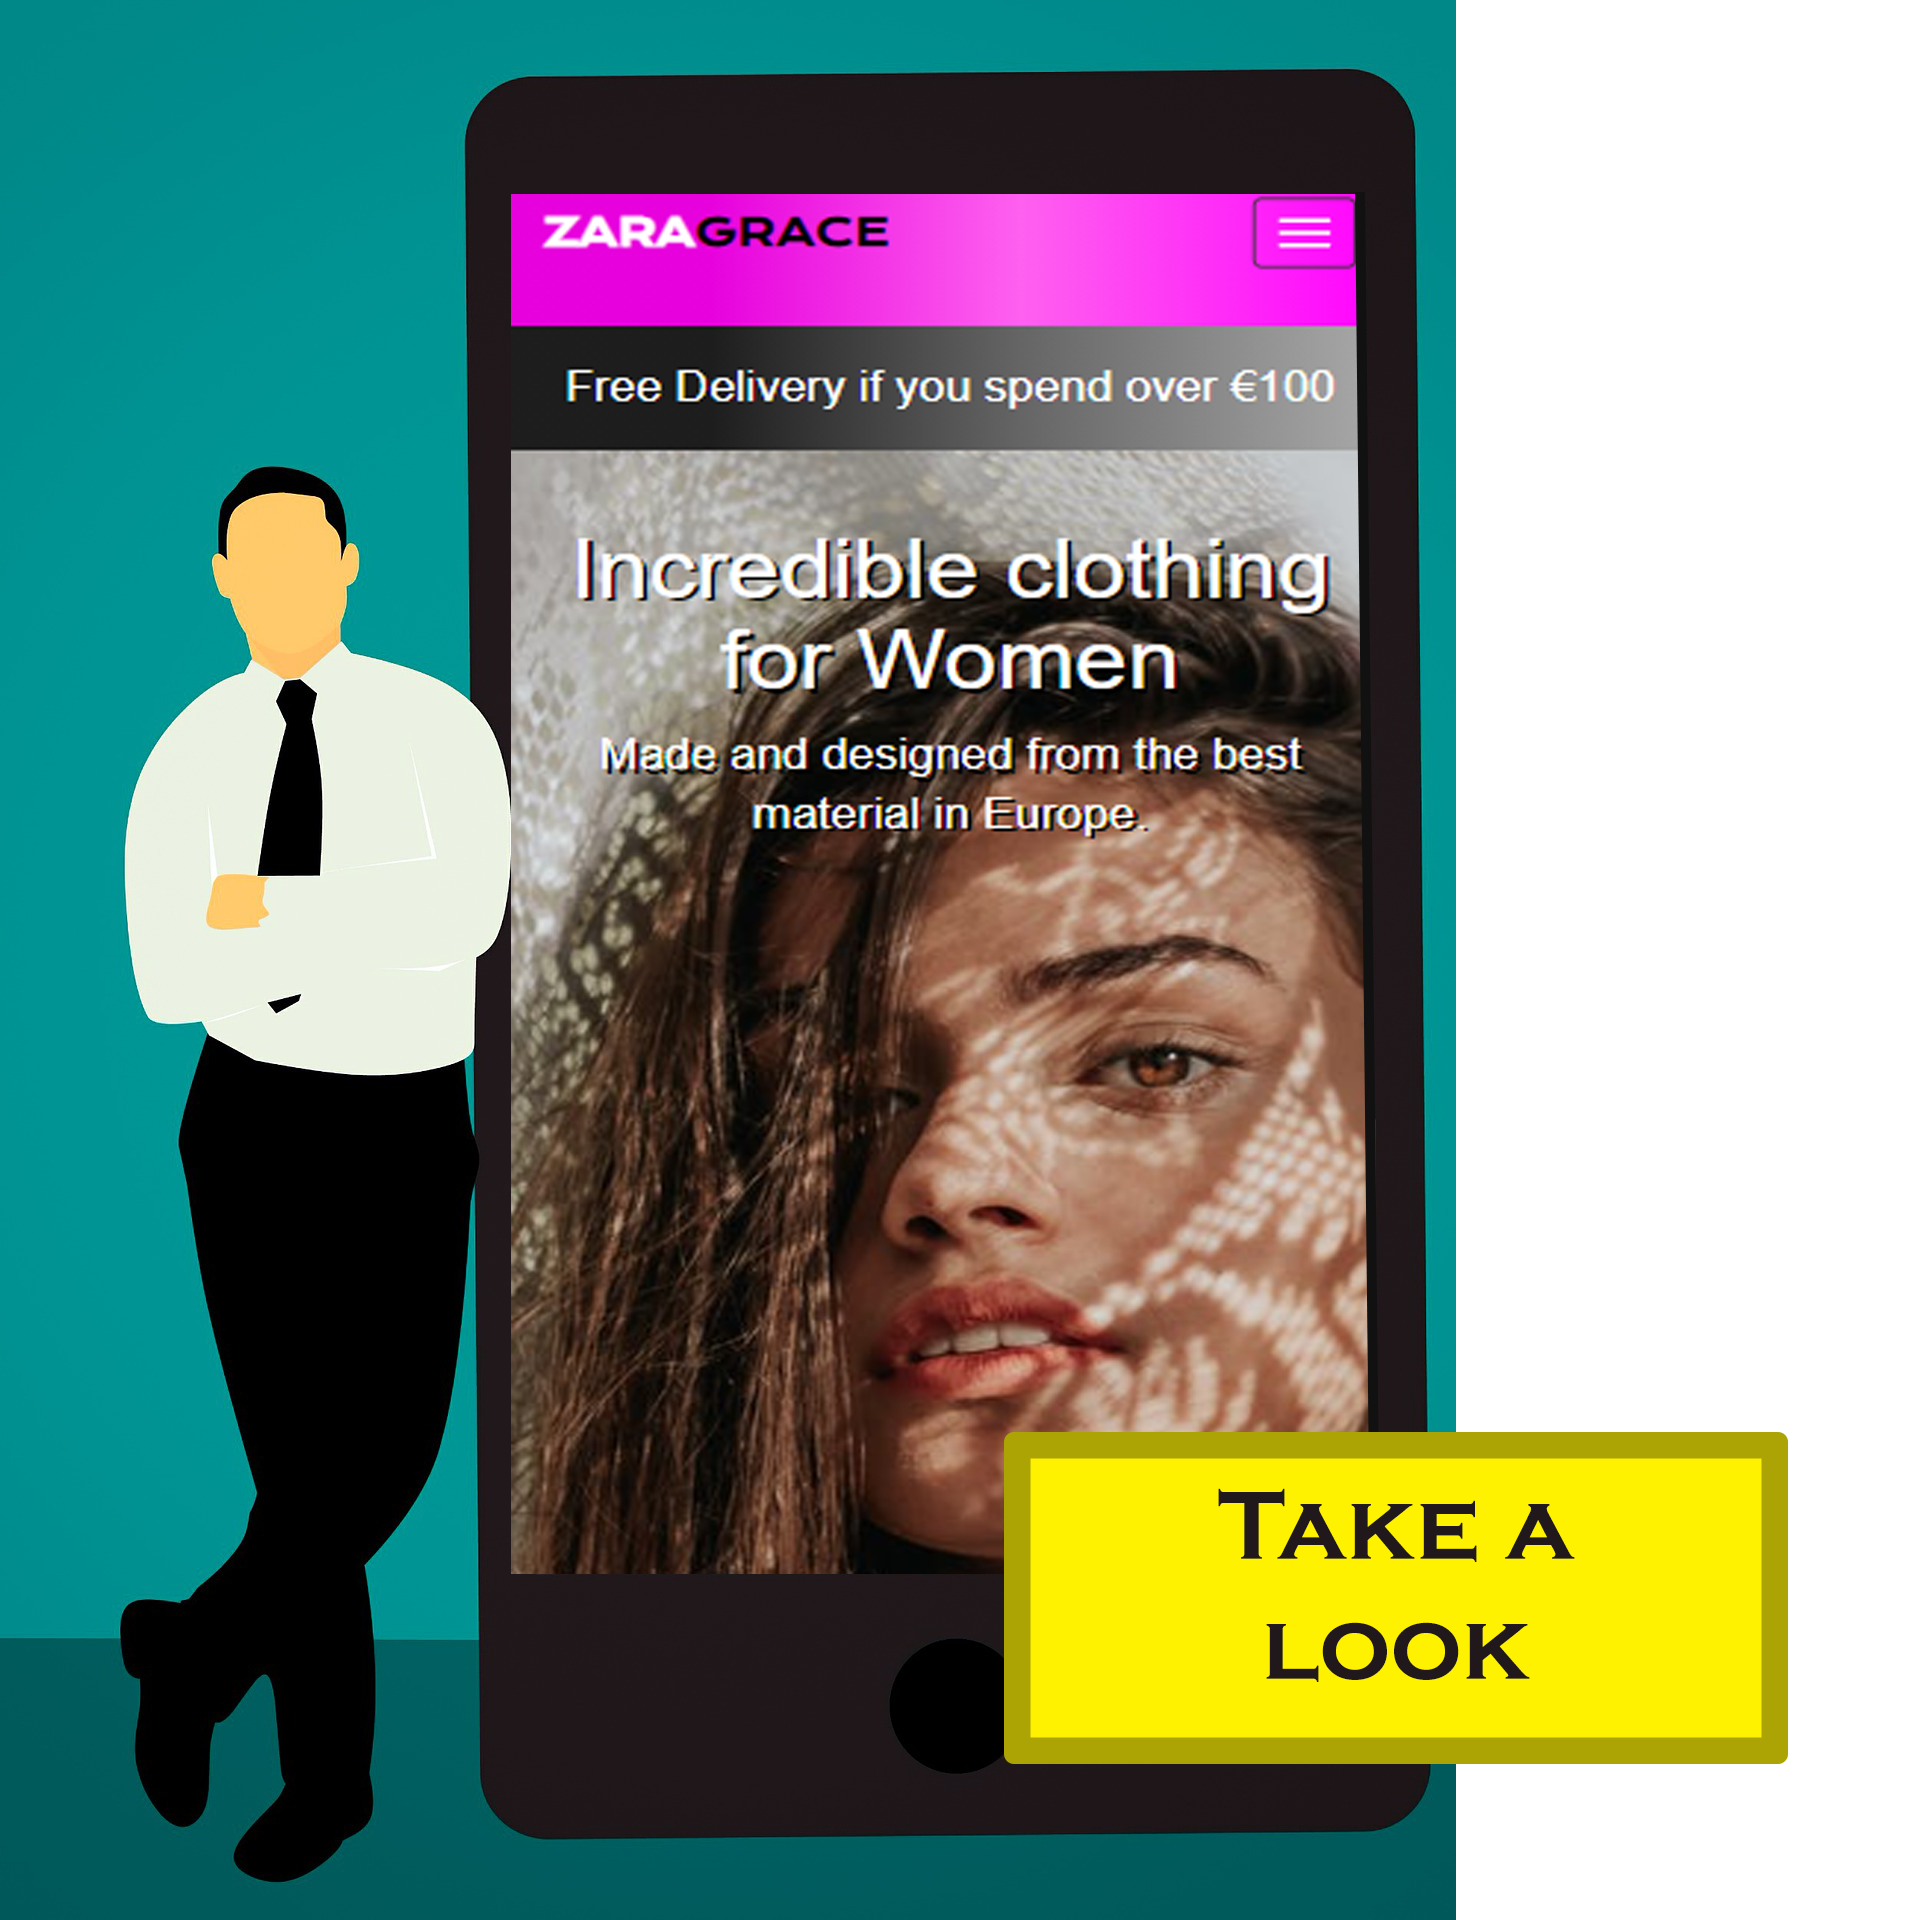 ZARAGRACE
Free Delivery if you spend over €100
Incredible clothing
for Women
Made and designed from the best
material in Europe.
TAKE A
LOOK